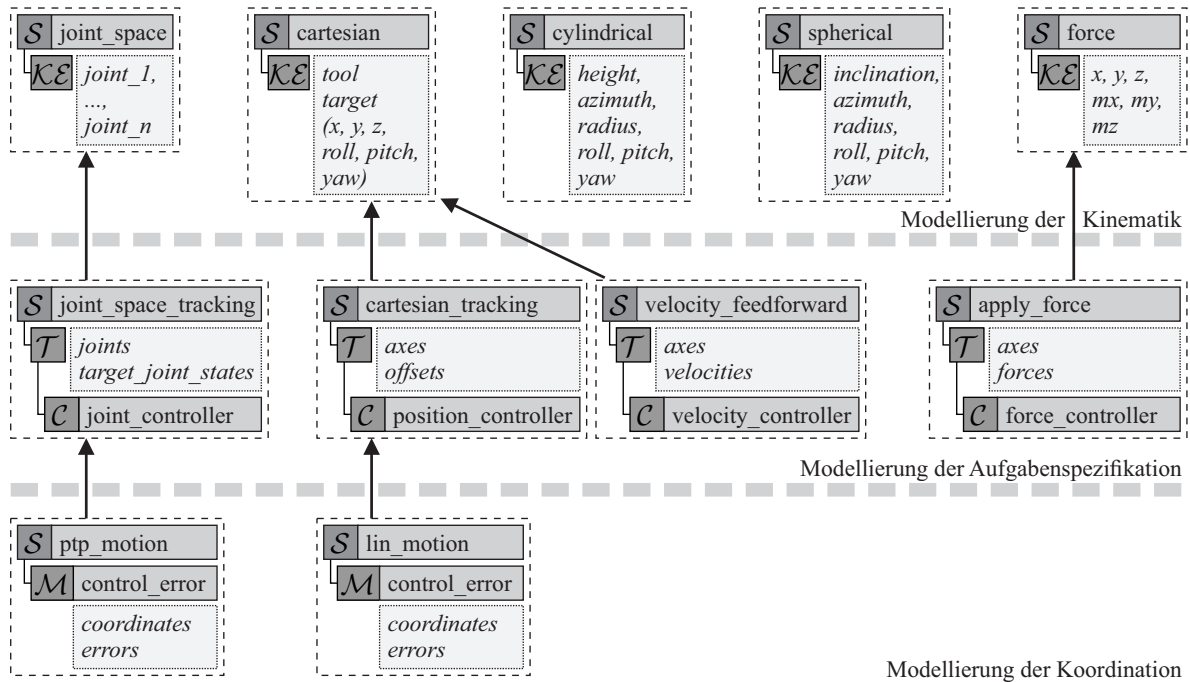 S joint_space
KE joint_1,
...,
joint_n
S cartesian
KE tool
target
(x, y, z,
roll, pitch,
yaw)
S cylindrical
KE height,
azimuth,
radius,
roll, pitch,
yaw
S spherical
KE inclination,
azimuth,
radius,
roll, pitch,
yaw
S force
KE x, y, z,
mx, my,
mz
Modellierung der Kinematik
S joint_space_tracking
T joints
target_joint_states
C joint_controller
S cartesian_tracking
T axes
offsets
C position_controller
S velocity_feedforward
T axes
velocities
C velocity_controller
S apply_force
T axes
forces
C force_controller
Modellierung der Aufgabenspezifikation
S ptp_motion
M control_error
coordinates
errors
S lin_motion
M control_error
coordinates
errors
Modellierung der Koordination